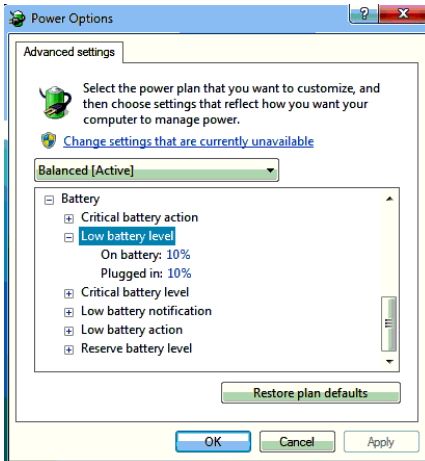 Power Options
Advanced settings
Select the power plan that you want to customize, and
then choose settings that reflect how you want your
computer to manage power.
Change settings that are currently unavailable
Balanced [Active]
Battery
Critical battery action
Low battery level
On battery: 10%
Plugged in: 10%
Critical battery level
Low battery notification
Low battery action
Reserve battery level
Restore plan defaults
OK Cancel Apply